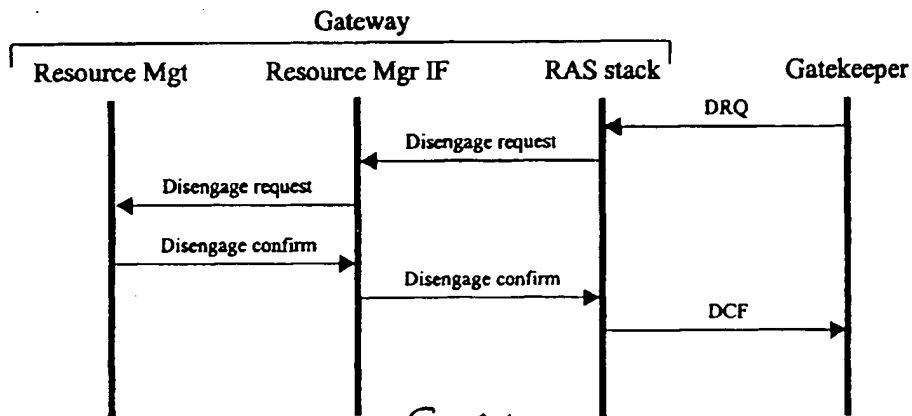 Gateway
Resource Mgt Resource Mgr IF RAS stack Gatekeeper
DRQ
Disengage request
Disengage request
Disengage confirm
Disengage confirm
DCF